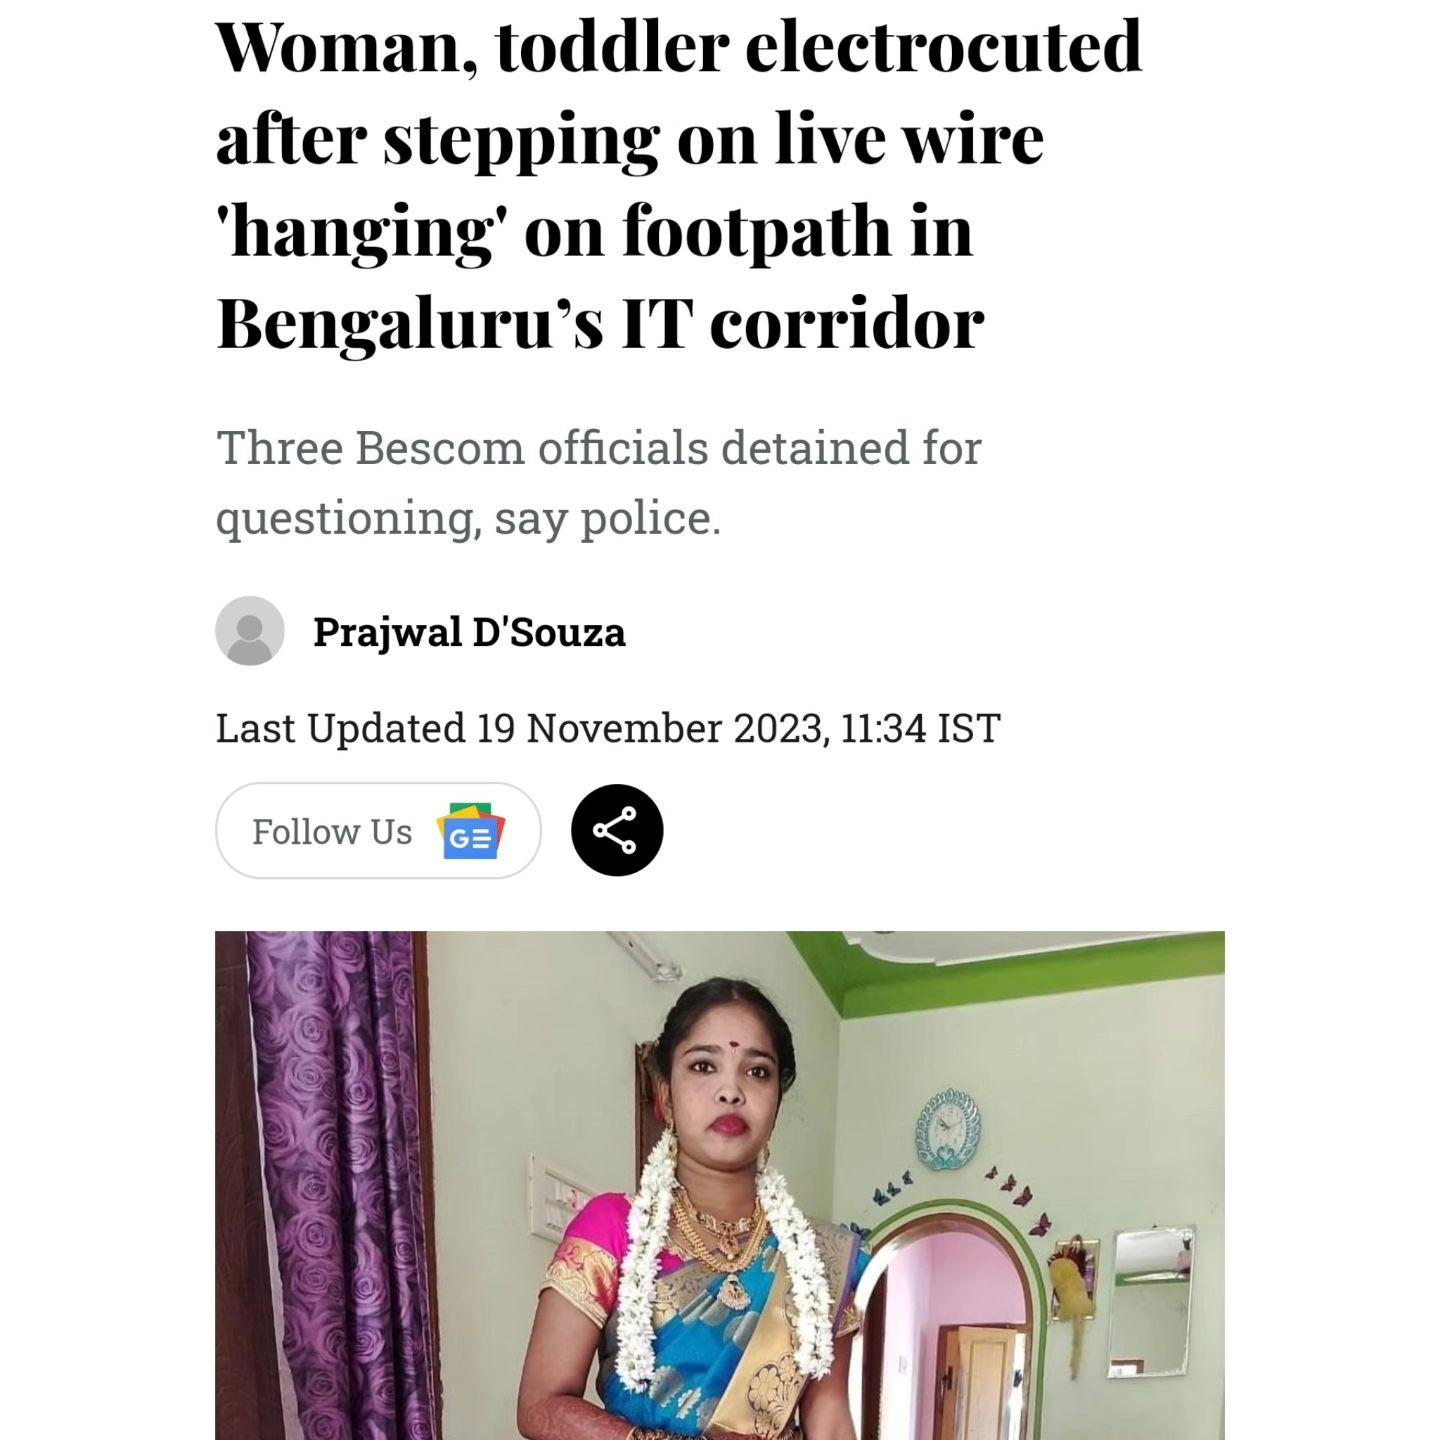 Woman, toddler electrocuted
after stepping on live wire
'hanging' on footpath in
Bengaluru’s IT corridor
Three Bescom officials detained for
questioning, say police.
Prajwal D'Souza
Last Updated 19 November 2023, 11:34 IST
Follow Us